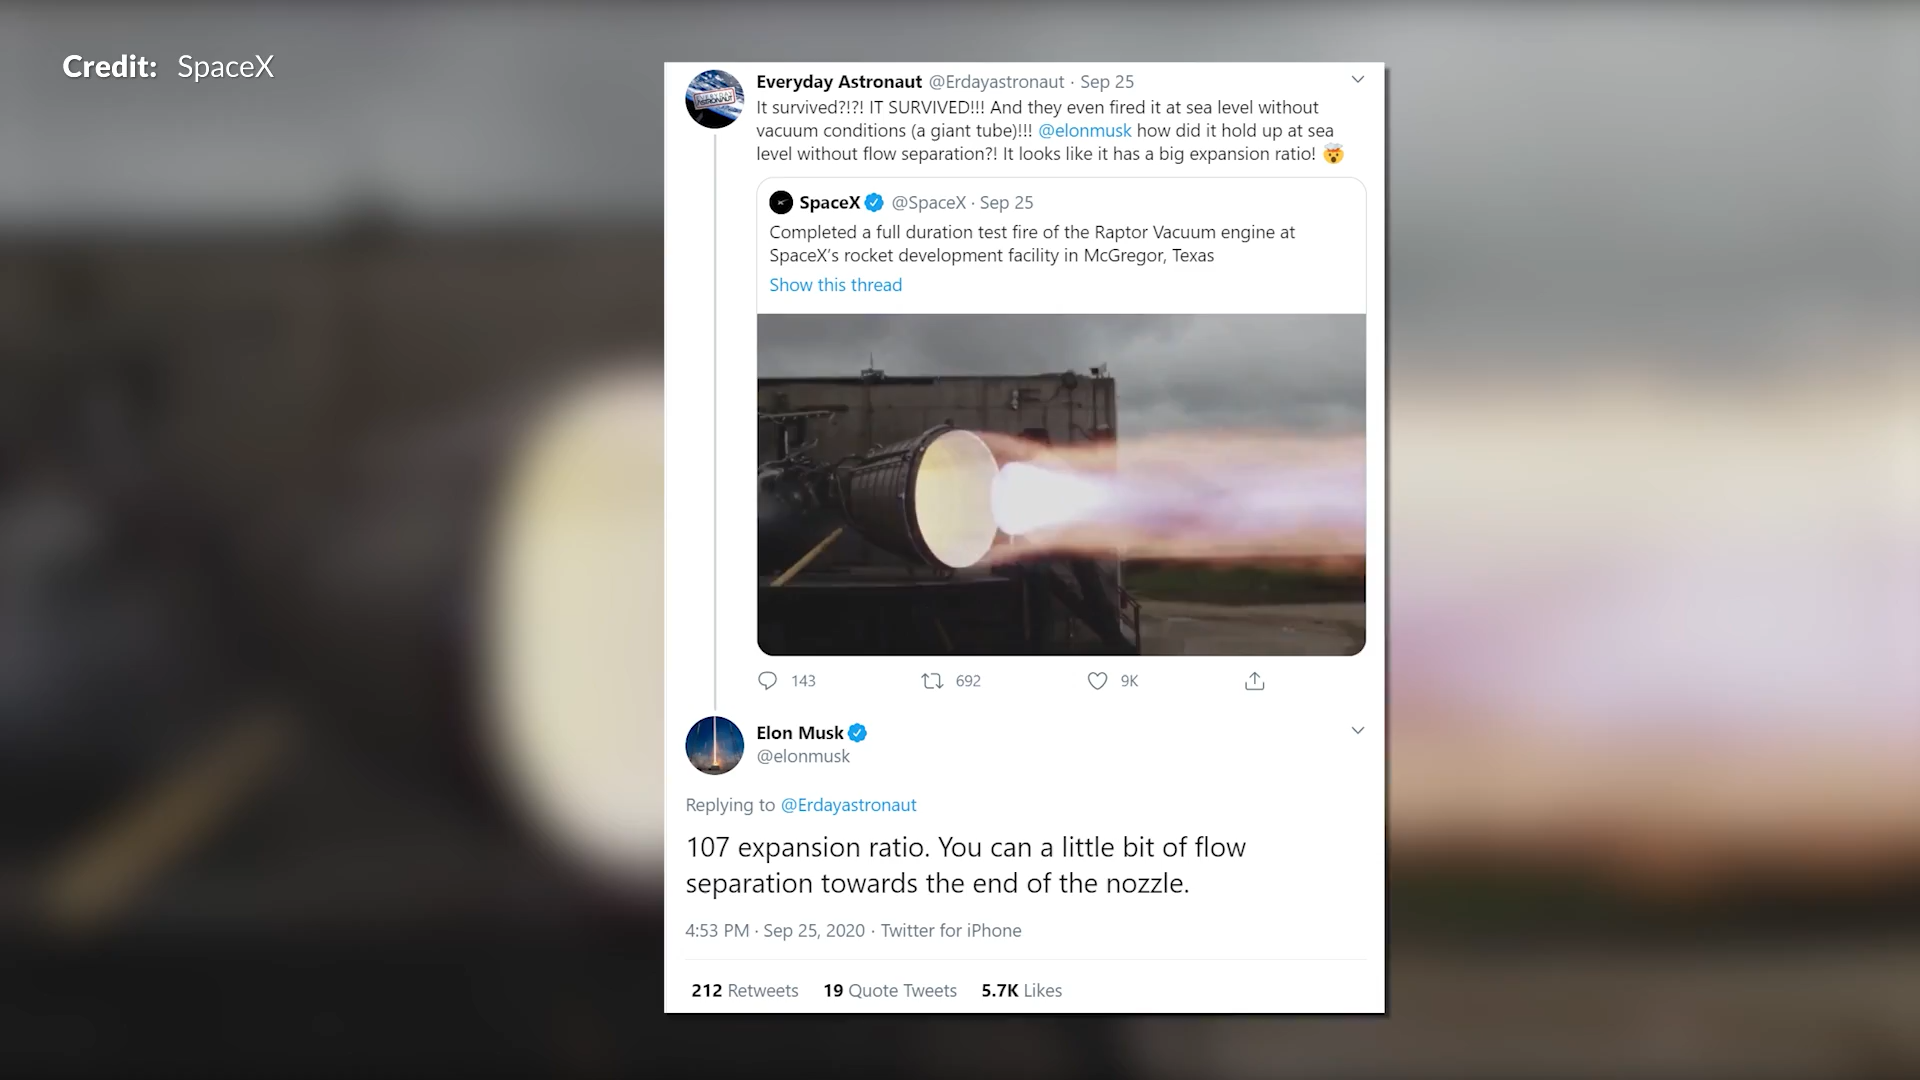 Credit: SpaceX
Everyday Astronaut @Erdayastronaut · Sep 25
It survived?!?! IT SURVIVED!!! And they even fired it at sea level without
vacuum conditions (a giant tube)!!! @elonmusk how did it hold up at sea
level without flow separation?! It looks like it has a big expansion ratio! 🤯
SpaceX @SpaceX · Sep 25
Completed a full duration test fire of the Raptor Vacuum engine at
SpaceX's rocket development facility in McGregor, Texas
Show this thread
143 692 9K
Elon Musk
@elonmusk
Replying to @Erdayastronaut
107 expansion ratio. You can a little bit of flow
separation towards the end of the nozzle.
4:53 PM · Sep 25, 2020 · Twitter for iPhone
212 Retweets 19 Quote Tweets 5.7K Likes